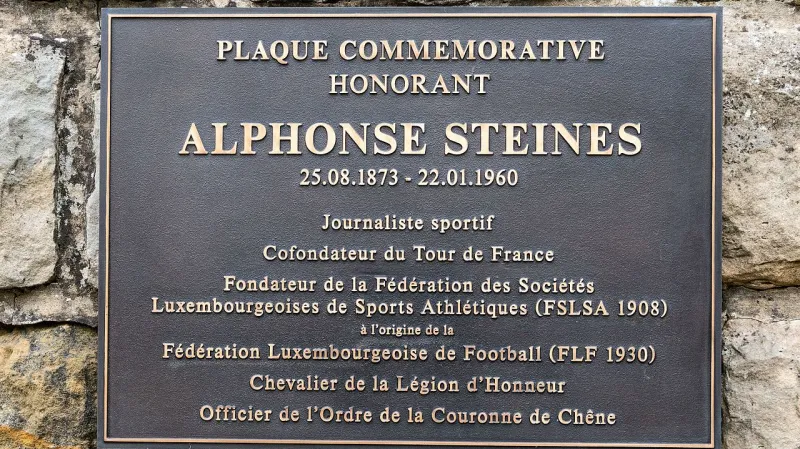 PLAQUE COMMEMORATIVE
HONORANT
ALPHONSE STEINES
25.08.1873 - 22.01.1960
Journaliste sportif
Cofondateur du Tour de France
Fondateur de la Fédération des Sociétés
Luxembourgeoises de Sports Athlétiques (FSLSA 1908)
à l'origine de la
Fédération Luxembourgeoise de Football (FLF 1930)
Chevalier de la Légion d'Honneur
Officier de l'Ordre de la Couronne de Chêne